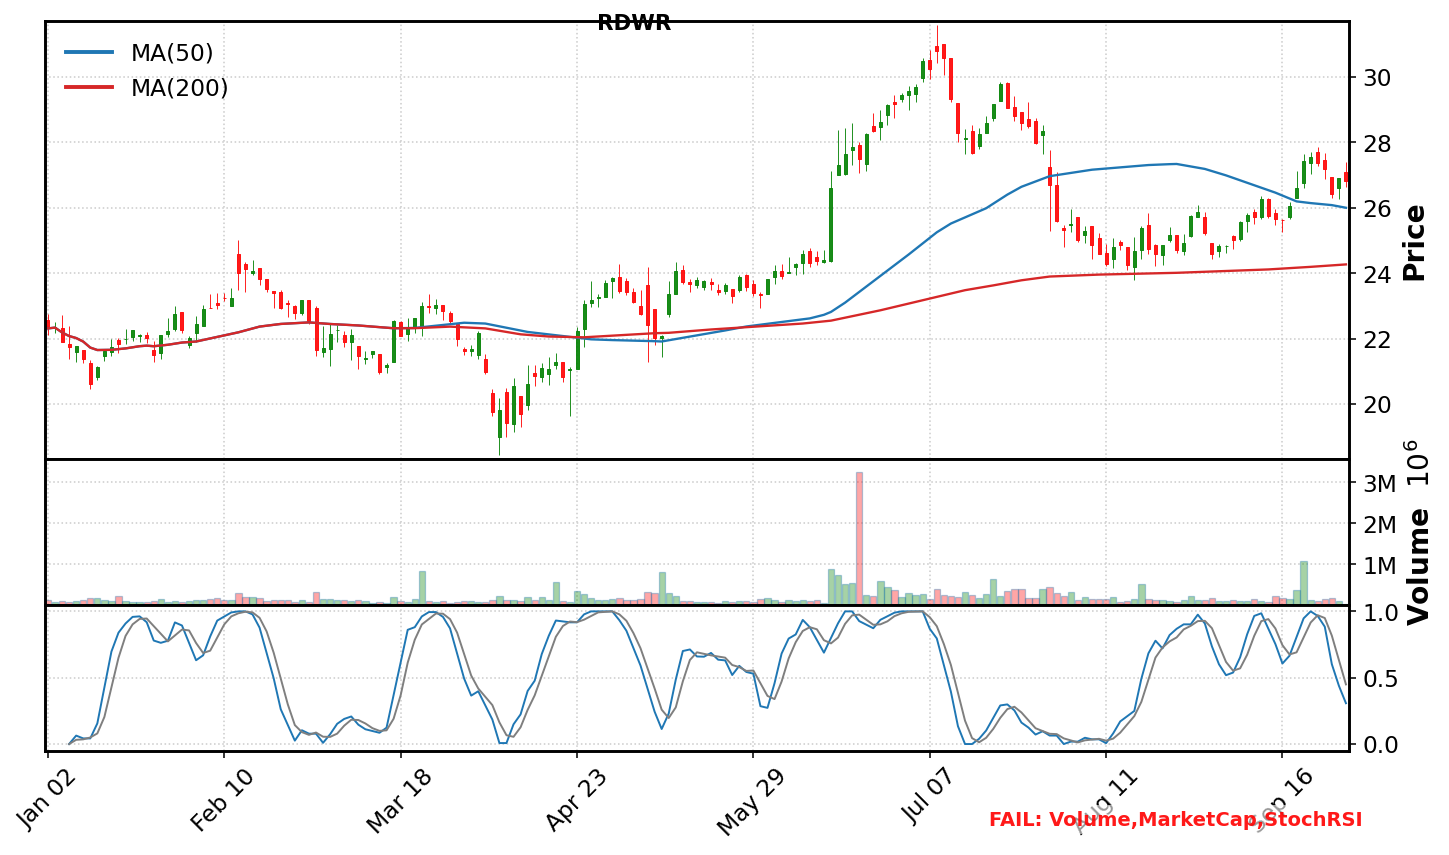 RDWR
MA(50)
MA(200)
30
28
26
24
22
20
Price
3M
2M
1M
Volume 10^6
1.0
0.5
0.0
Jan 02
Feb 10
Mar 18
Apr 23
May 29
Jul 07
Aug 11
Sep 16
FAIL: Volume,MarketCap,StochRSI